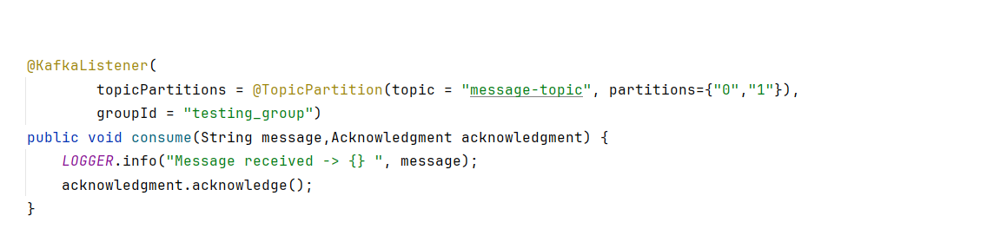 @KafkaListener(
        topicPartitions = @TopicPartition(topic = "message-topic", partitions={"0","1"}),
        groupId = "testing_group")
public void consume(String message,Acknowledgment acknowledgment) {
    LOGGER.info("Message received -> {} ", message);
    acknowledgment.acknowledge();
}